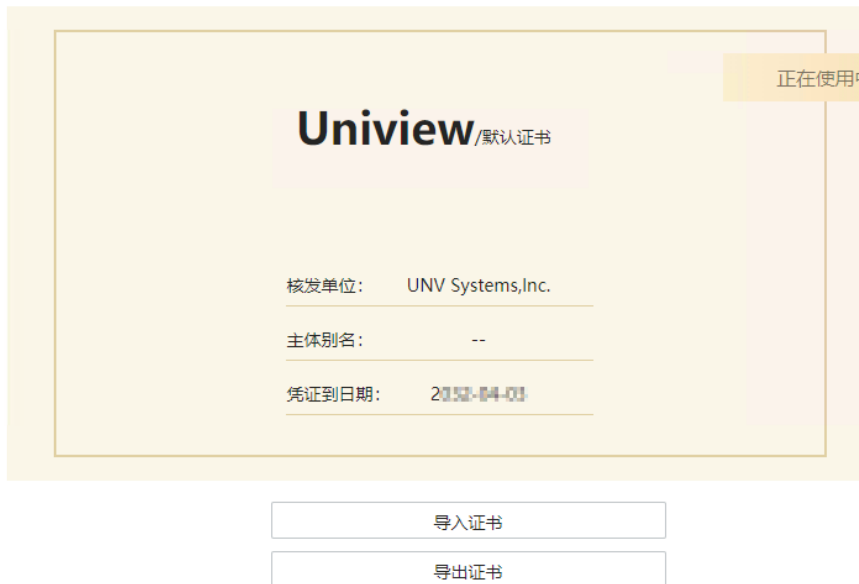 正在使用中
Uniview/默认证书
核发单位： UNV Systems,Inc.
主体别名： --
凭证到日期： 2
导入证书
导出证书